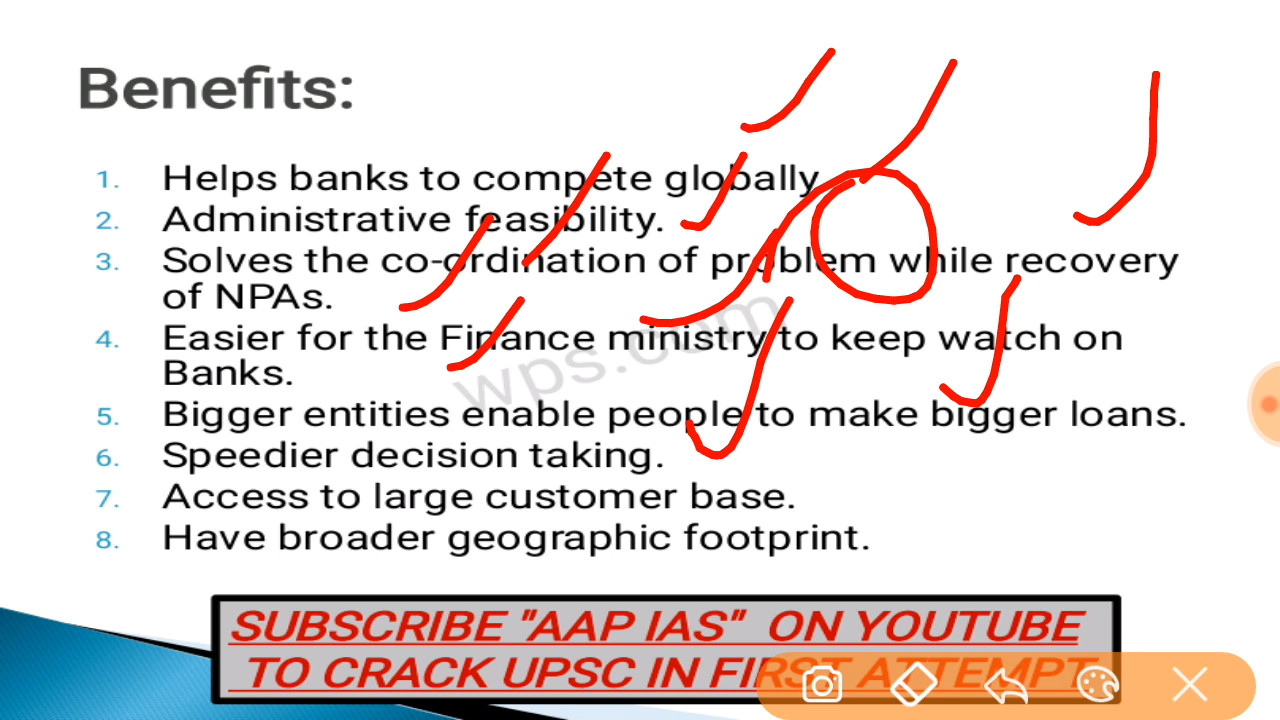 Benefits:
1. Helps banks to compete globally
2. Administrative feasibility.
3. Solves the co-ordination of problem while recovery
of NPAs.
4. Easier for the Finance ministry to keep watch on
Banks.
5. Bigger entities enable people to make bigger loans.
6. Speedier decision taking.
7. Access to large customer base.
8. Have broader geographic footprint.
wps.com
SUBSCRIBE "AAP IAS" ON YOUTUBE
TO CRACK UPSC IN FIRST ATTEMPT